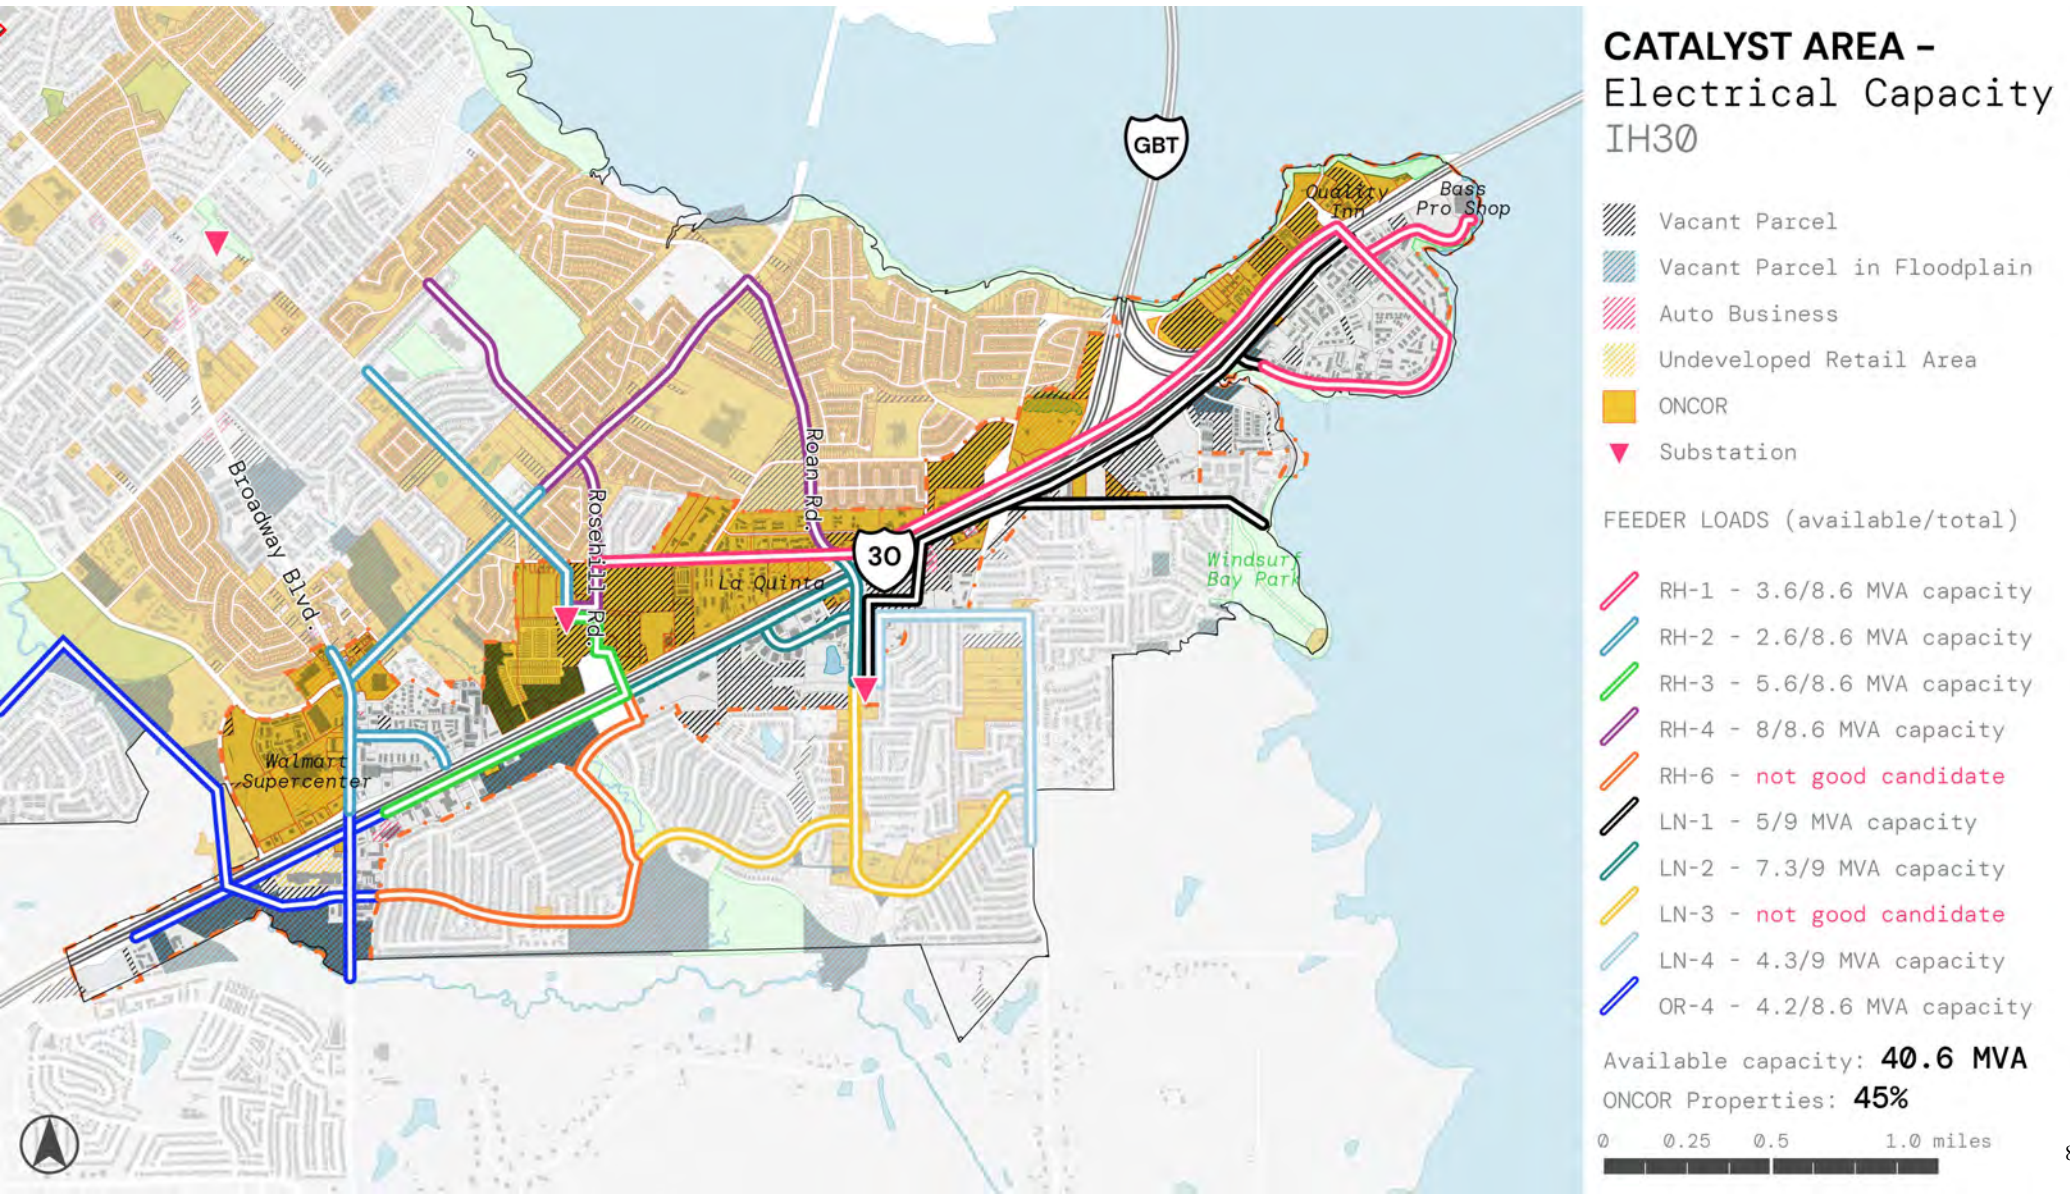 CATALYST AREA –
Electrical Capacity
IH30
Vacant Parcel
Vacant Parcel in Floodplain
Auto Business
Undeveloped Retail Area
ONCOR
Substation
FEEDER LOADS (available/total)
RH-1 - 3.6/8.6 MVA capacity
RH-2 - 2.6/8.6 MVA capacity
RH-3 - 5.6/8.6 MVA capacity
RH-4 - 8/8.6 MVA capacity
RH-6 - not good candidate
LN-1 - 5/9 MVA capacity
LN-2 - 7.3/9 MVA capacity
LN-3 - not good candidate
LN-4 - 4.3/9 MVA capacity
OR-4 - 4.2/8.6 MVA capacity
Available capacity: 40.6 MVA
ONCOR Properties: 45%
0 0.25 0.5 1.0 miles
GBT
Quality
Inn
Bass
Pro Shop
Broadway Blvd.
Rosehill Rd.
Roan Rd.
30
La Quinta
Windsurf
Bay Park
Walmart
Supercenter